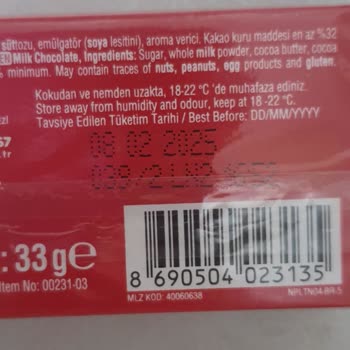 süttozu, emülgatör (soya lesitini), aroma verici. Kakao kuru maddesi en az %32
EN Milk Chocolate, Ingredients: Sugar, whole milk powder, cocoa butter, cocoa
% minimum. May contain traces of nuts, peanuts, egg products and gluten.
Kokudan ve nemden uzakta, 18-22 °C 'de muhafaza ediniz.
Store away from humidity and odour, keep at 18 -22°C.
Tavsiye Edilen Tüketim Tarihi / Best Before: DD/MM/YYYY
08 02 2025
: 33 g e
Item No: 00231-03
8 690504 023135
MLZ KOD: 40060638
NPLTN04-BR-5